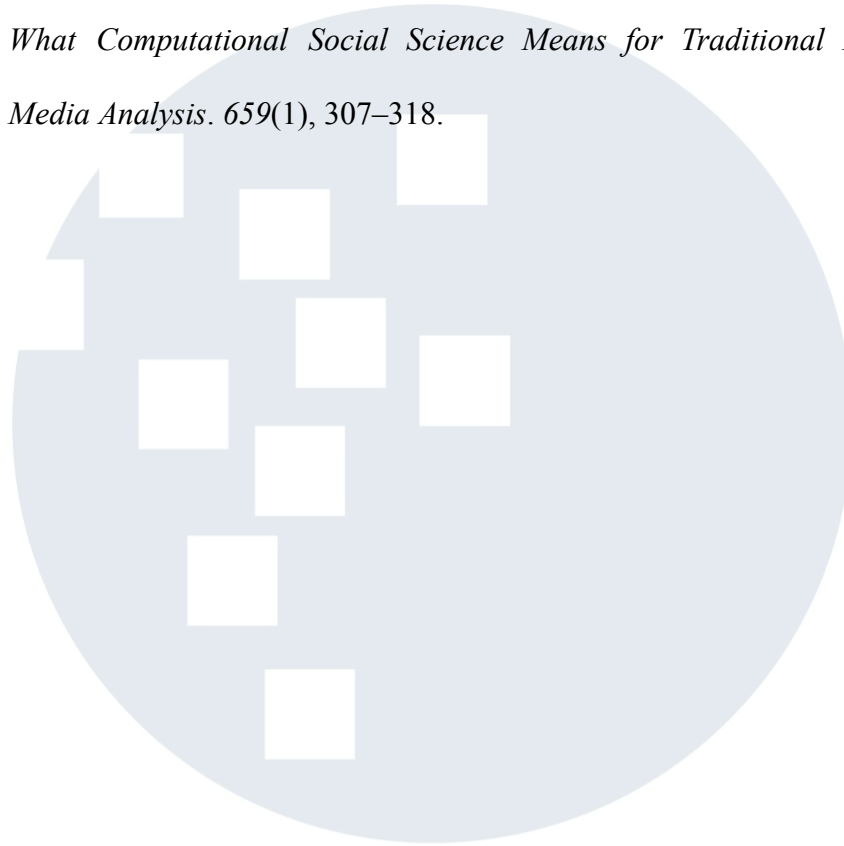 What Computational Social Science Means for Traditional
Media Analysis. 659(1), 307–318.